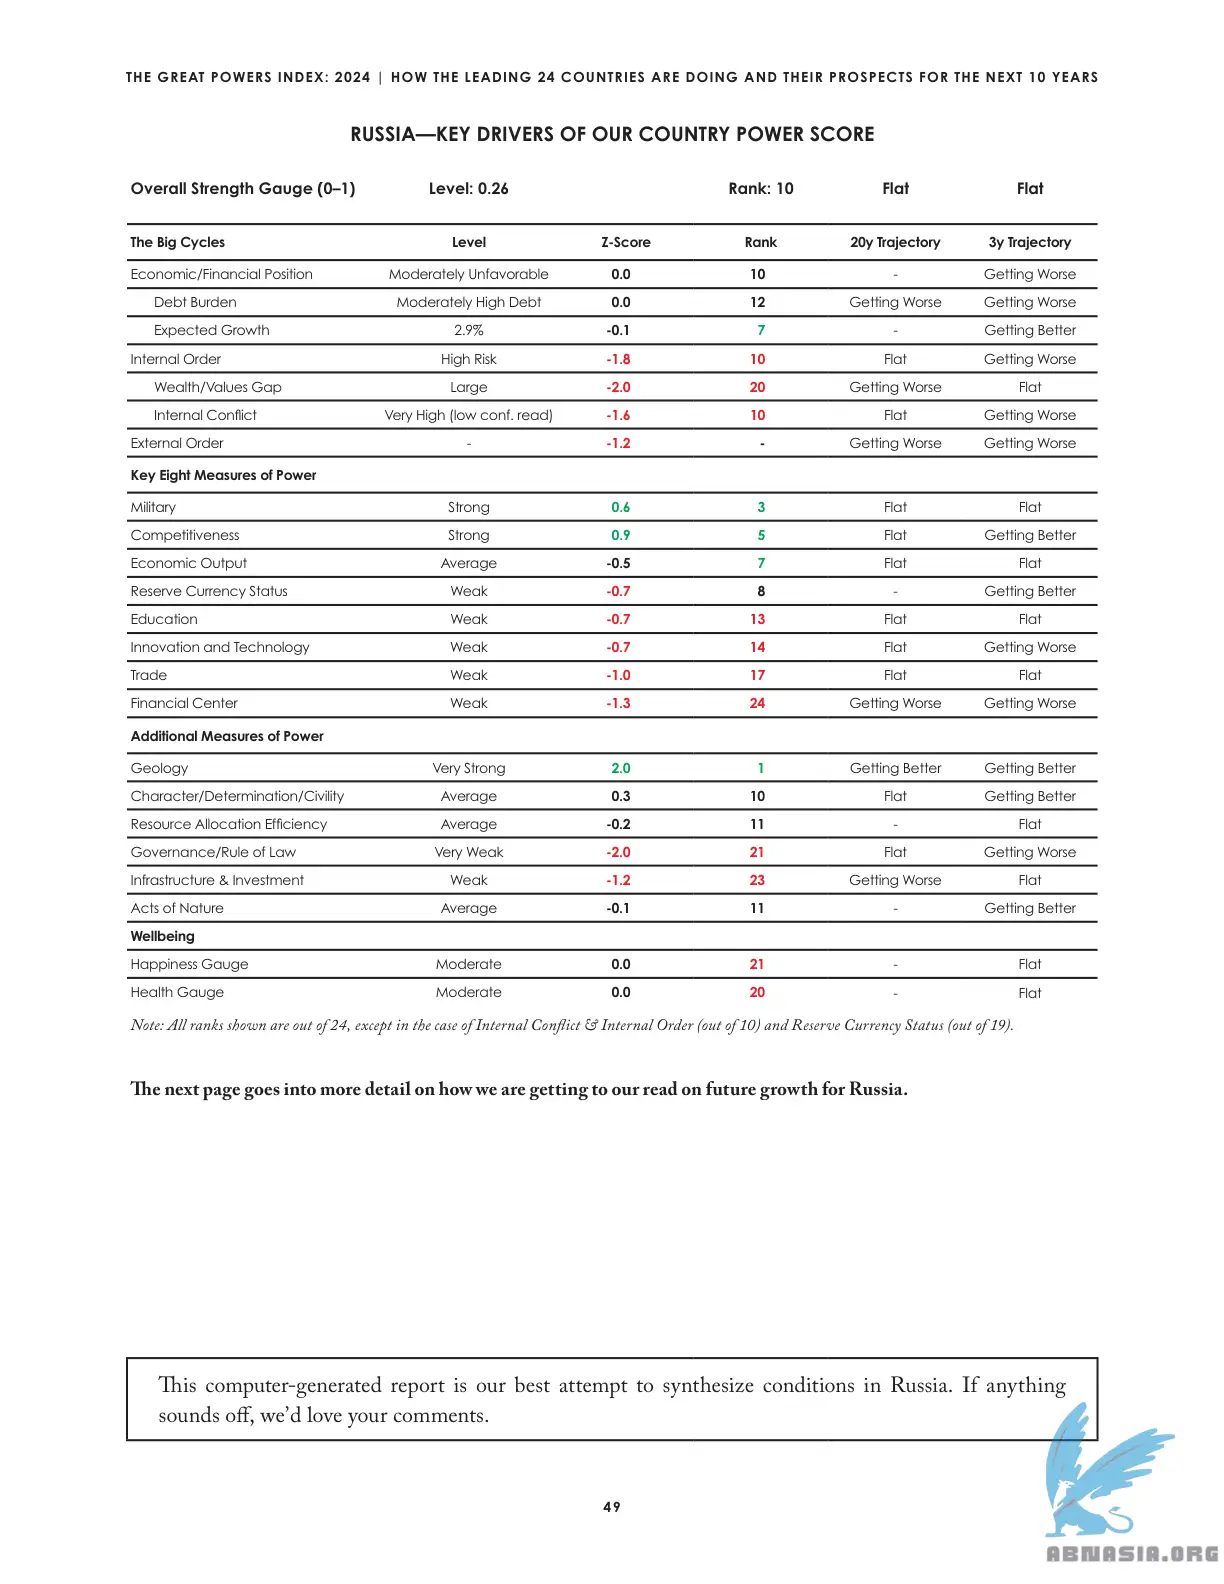 THE GREAT POWERS INDEX: 2024 | HOW THE LEADING 24 COUNTRIES ARE DOING AND THEIR PROSPECTS FOR THE NEXT 10 YEARS
RUSSIA—KEY DRIVERS OF OUR COUNTRY POWER SCORE
Overall Strength Gauge (0–1) Level: 0.26 Rank: 10 Flat Flat
The Big Cycles Level Z-Score Rank 20y Trajectory 3y Trajectory
Economic/Financial Position Moderately Unfavorable 0.0 10 - Getting Worse
Debt Burden Moderately High Debt 0.0 12 Getting Worse Getting Worse
Expected Growth 2.9% -0.1 7 - Getting Better
Internal Order High Risk -1.8 10 Flat Getting Worse
Wealth/Values Gap Large -2.0 20 Getting Worse Flat
Internal Conflict Very High (low conf. read) -1.6 10 Flat Getting Worse
External Order - -1.2 - Getting Worse Getting Worse
Key Eight Measures of Power
Military Strong 0.6 3 Flat Flat
Competitiveness Strong 0.9 5 Flat Getting Better
Economic Output Average -0.5 7 Flat Flat
Reserve Currency Status Weak -0.7 8 - Getting Better
Education Weak -0.7 13 Flat Flat
Innovation and Technology Weak -0.7 14 Flat Getting Worse
Trade Weak -1.0 17 Flat Flat
Financial Center Weak -1.3 24 Getting Worse Getting Worse
Additional Measures of Power
Geology Very Strong 2.0 1 Getting Better Getting Better
Character/Determination/Civility Average 0.3 10 Flat Getting Better
Resource Allocation Efficiency Average -0.2 11 - Flat
Governance/Rule of Law Very Weak -2.0 21 Flat Getting Worse
Infrastructure & Investment Weak -1.2 23 Getting Worse Flat
Acts of Nature Average -0.1 11 - Getting Better
Wellbeing
Happiness Gauge Moderate 0.0 21 - Flat
Health Gauge Moderate 0.0 20 - Flat
Note: All ranks shown are out of 24, except in the case of Internal Conflict & Internal Order (out of 10) and Reserve Currency Status (out of 19).
The next page goes into more detail on how we are getting to our read on future growth for Russia.
This computer-generated report is our best attempt to synthesize conditions in Russia. If anything
sounds off, we'd love your comments.
49
ABNASIA.ORG